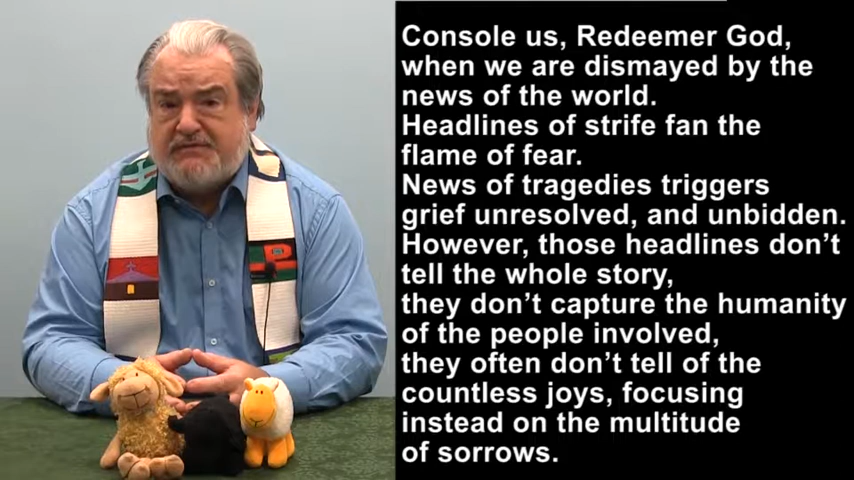 Console us, Redeemer God,
when we are dismayed by the
news of the world.
Headlines of strife fan the
flame of fear.
News of tragedies triggers
grief unresolved, and unbidden.
However, those headlines don't
tell the whole story,
they don't capture the humanity
of the people involved,
they often don't tell of the
countless joys, focusing
instead on the multitude
of sorrows.